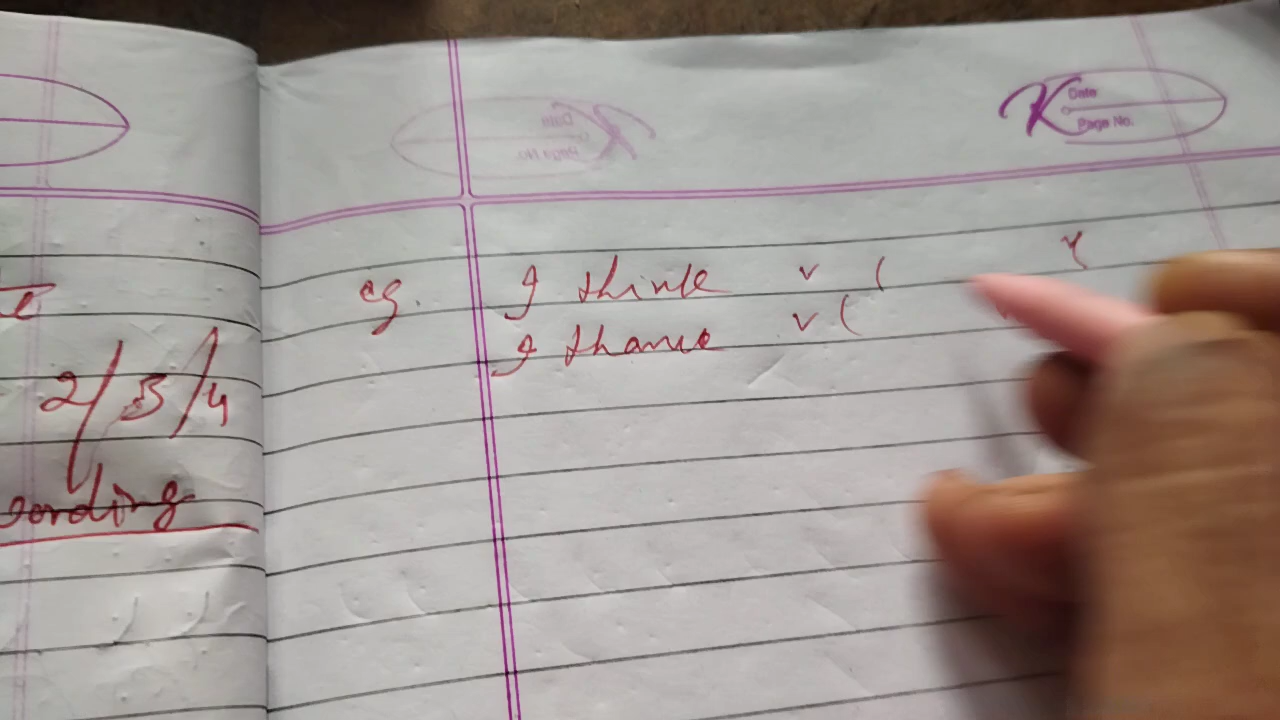 Date
Page No.
eg. I think v (
I thank v (
2/3/4